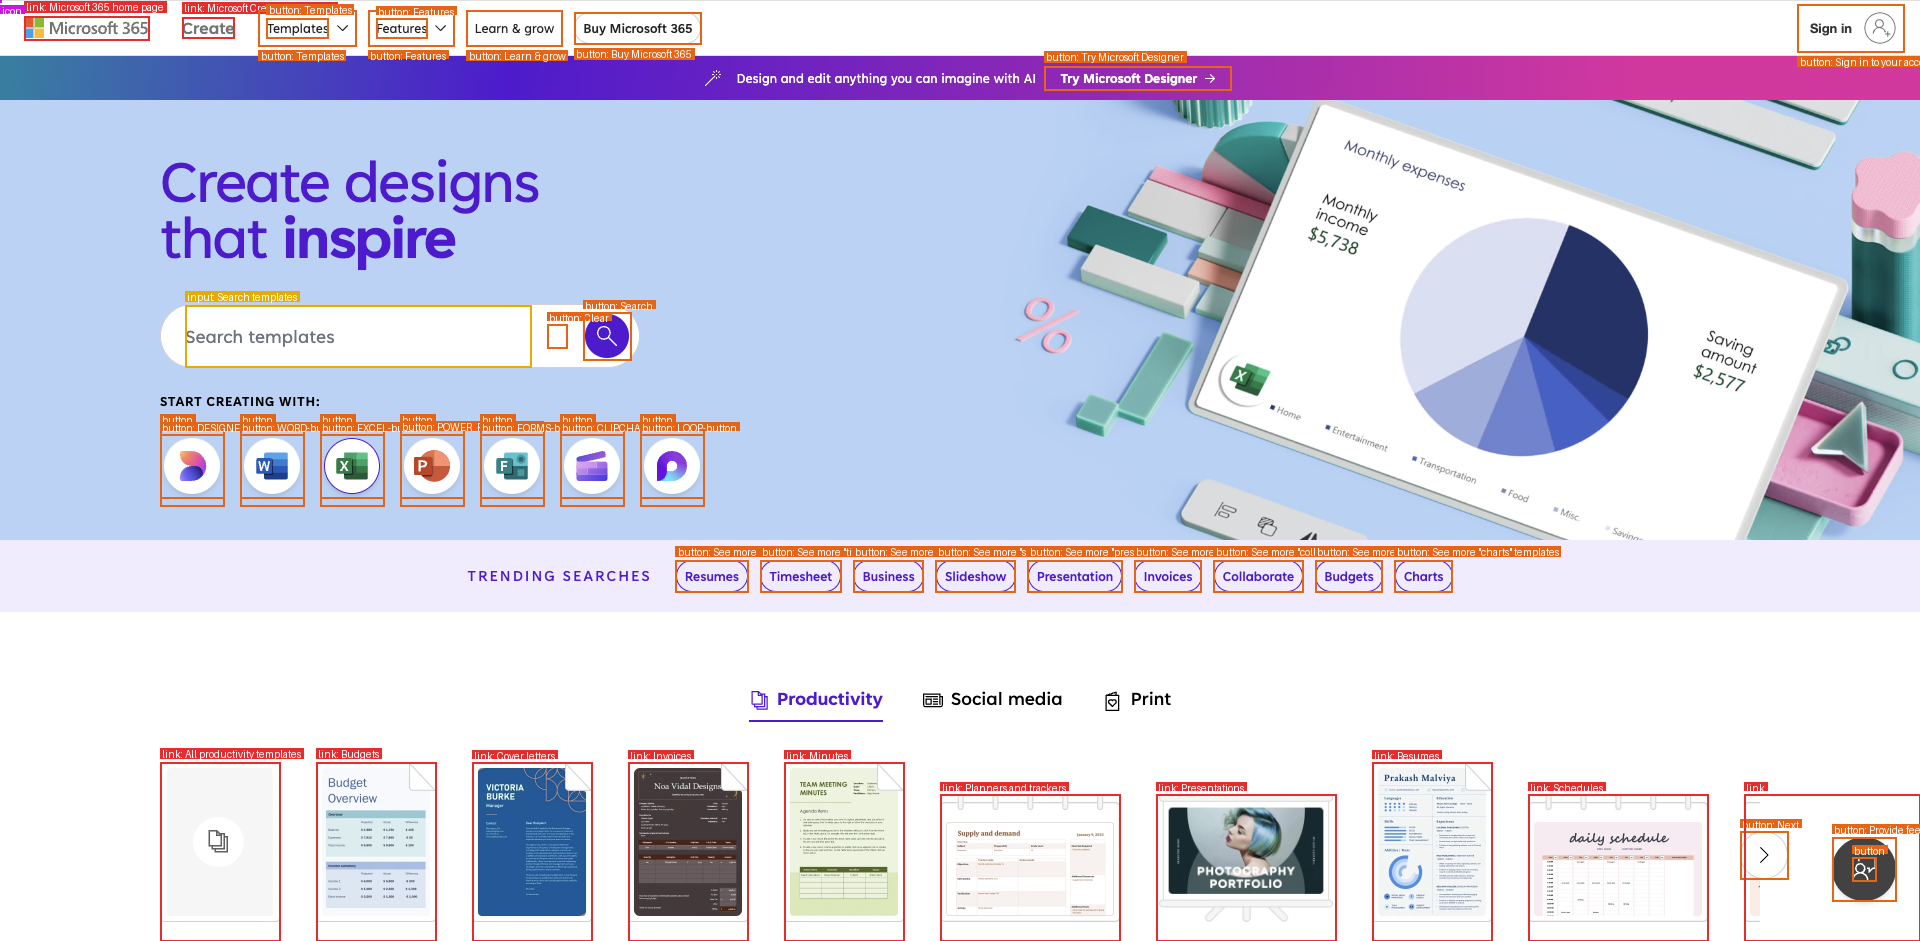 icon
link: Microsoft 365 home page
link: Microsoft Cre
button: Templates
button: Features
Microsoft 365
Create
Templates
Features
Learn & grow
Buy Microsoft 365
Sign in
button: Templates
button: Features
button: Learn & grow
button: Buy Microsoft 365
button: Try Microsoft Designer
button: Sign in to your acc
Design and edit anything you can imagine with AI
Try Microsoft Designer →
Create designs
that inspire
input: Search templates
button: Search
button: Clear
Search templates
START CREATING WITH:
button
button
button
button
button
button
button
button: DESIGNE
button: WORD-bu
button: EXCEL-bu
button: POWER_P
button: FORMS-b
button: CLIPCHA
button: LOOP-button
Monthly expenses
Monthly
income
$5,738
Saving
amount
$2,577
Home
Entertainment
Transportation
Food
Misc.
Savings
button: See more
button: See more "ti
button: See more
button: See more "s
button: See more "pres
button: See more
button: See more "coll
button: See more
button: See more "charts" templates
TRENDING SEARCHES
Resumes
Timesheet
Business
Slideshow
Presentation
Invoices
Collaborate
Budgets
Charts
Productivity
Social media
Print
link: All productivity templates
link: Budgets
link: Cover letters
link: Invoices
link: Minutes
link: Planners and trackers
link: Presentations
link: Resumes
link: Schedules
link
button: Next
button: Provide fee
button
Budget
Overview
VICTORIA
BURKE
Manager
Noa Vidal Designs
TEAM MEETING
MINUTES
Agenda items
Supply and demand
January 9, 2023
PHOTOGRAPHY
PORTFOLIO
Prakash Malviya
daily schedule